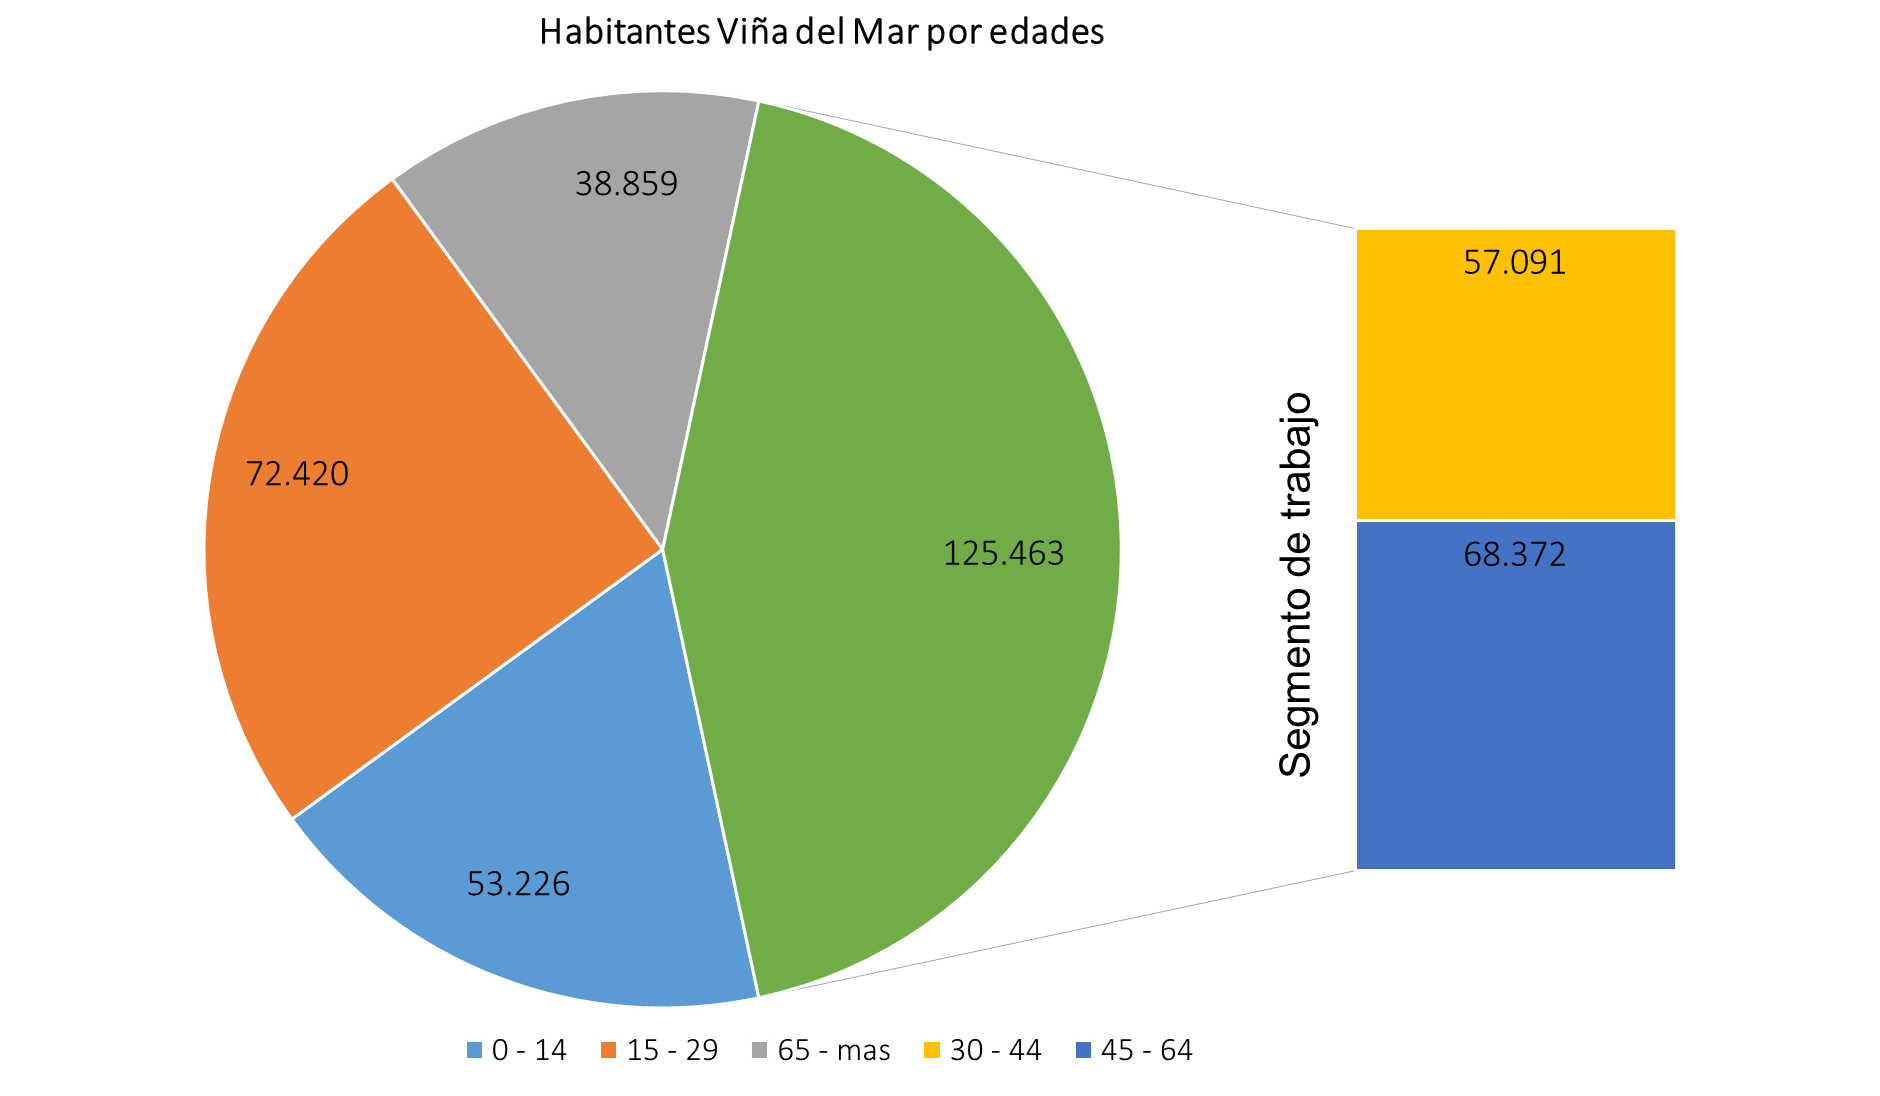 Habitantes Viña del Mar por edades
38.859
57.091
72.420
125.463
68.372
Segmento de trabajo
53.226
0 - 14
15 - 29
65 - mas
30 - 44
45 - 64